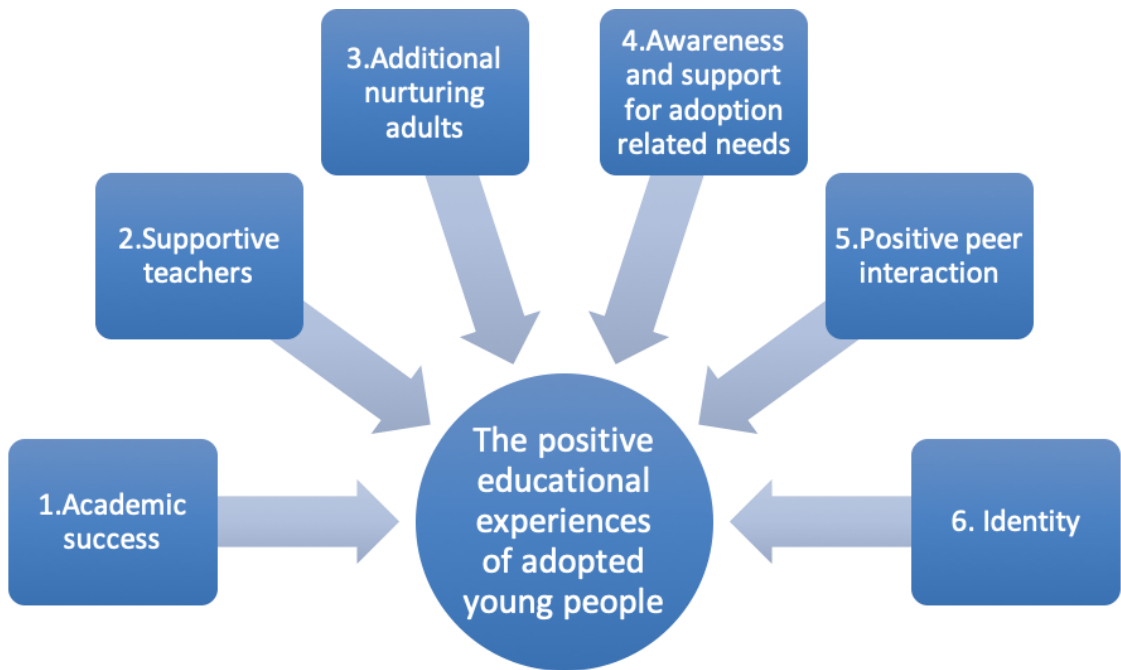 1.Academic
success
2.Supportive
teachers
3.Additional
nurturing
adults
4.Awareness
and support
for adoption
related needs
5.Positive peer
interaction
6. Identity
The positive
educational
experiences
of adopted
young people